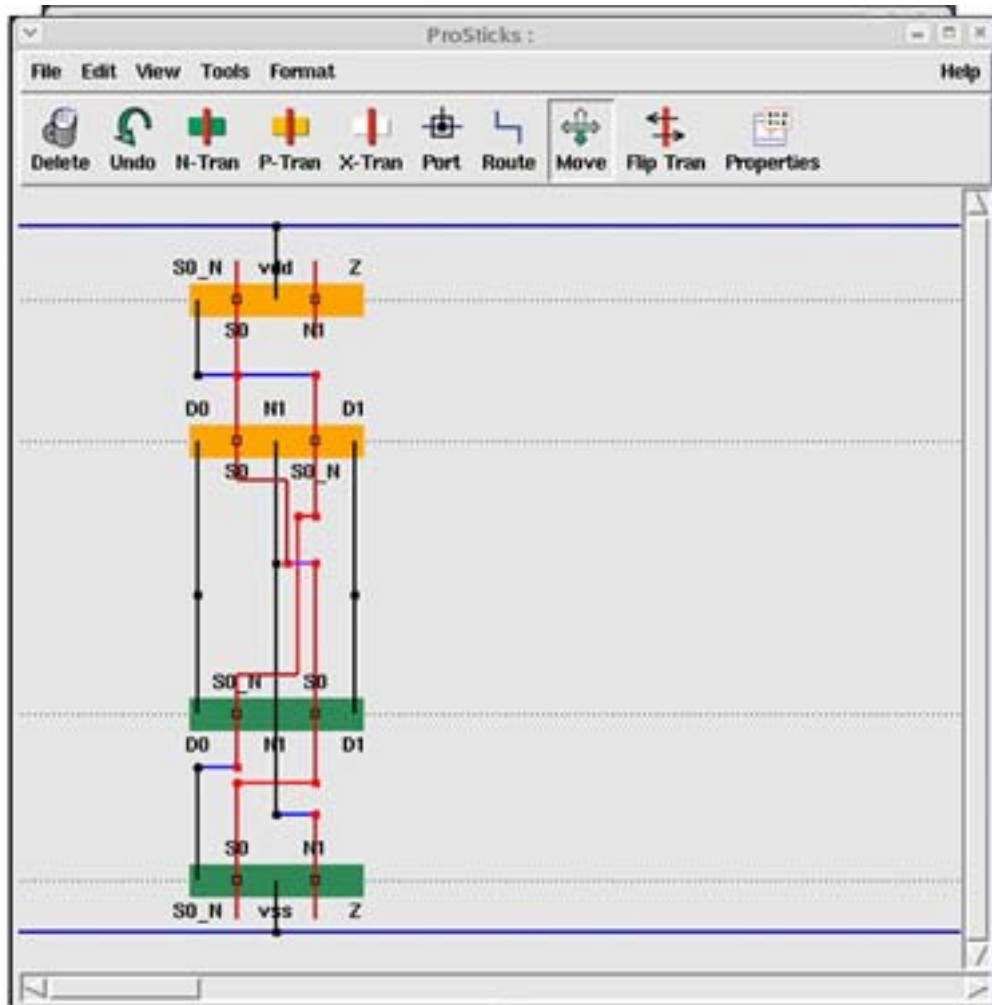 ProSticks :
File Edit View Tools Format Help
Delete Undo N-Tran P-Tran X-Tran Port Route Move Flip Tran Properties
S0_N vdd Z
S0 N1
D0 N1 D1
S0 S0_N
S0_N S0
D0 N1 D1
S0 N1
S0_N vss Z